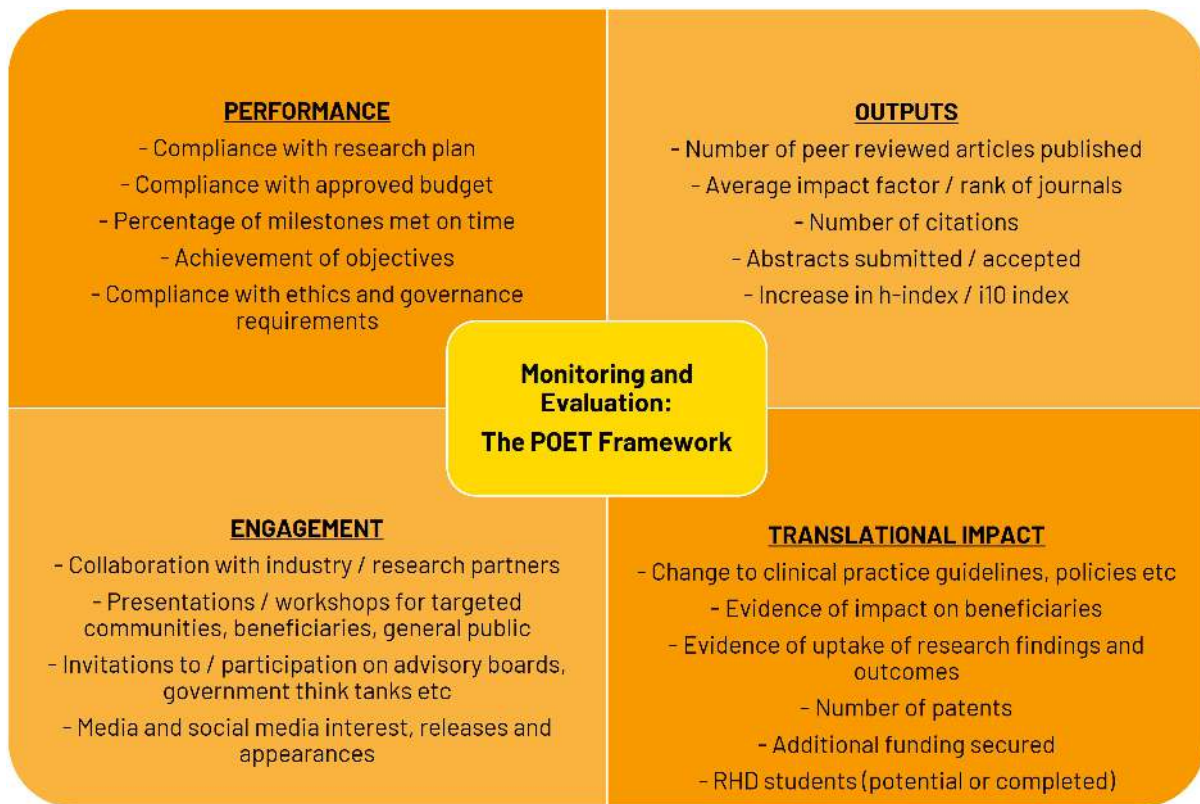 PERFORMANCE
- Compliance with research plan
- Compliance with approved budget
- Percentage of milestones met on time
- Achievement of objectives
- Compliance with ethics and governance
requirements
OUTPUTS
- Number of peer reviewed articles published
- Average impact factor / rank of journals
- Number of citations
- Abstracts submitted / accepted
- Increase in h-index / i10 index
Monitoring and
Evaluation:
The POET Framework
ENGAGEMENT
- Collaboration with industry / research partners
- Presentations / workshops for targeted
communities, beneficiaries, general public
- Invitations to / participation on advisory boards,
government think tanks etc
- Media and social media interest, releases and
appearances
TRANSLATIONAL IMPACT
- Change to clinical practice guidelines, policies etc
- Evidence of impact on beneficiaries
- Evidence of uptake of research findings and
outcomes
- Number of patents
- Additional funding secured
- RHD students (potential or completed)